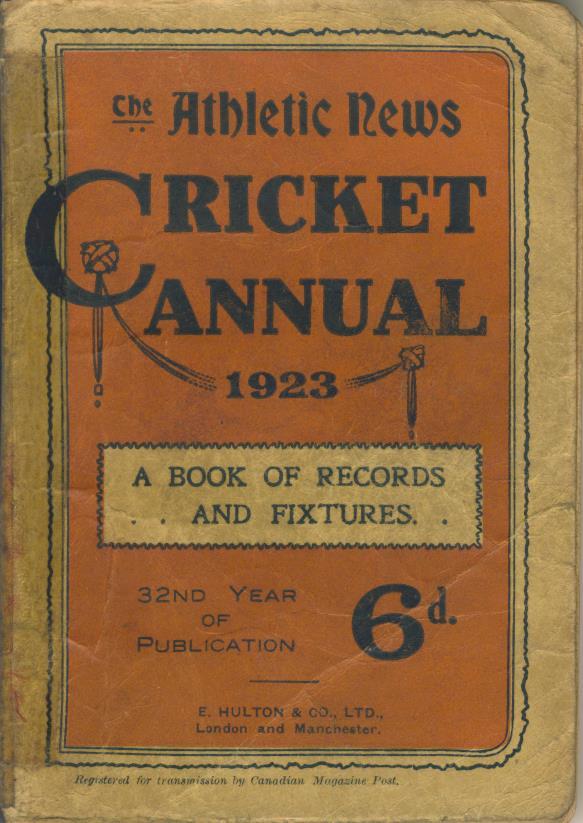 The Athletic News
CRICKET
ANNUAL
1923
A BOOK OF RECORDS
. . AND FIXTURES. .
32ND YEAR
OF
PUBLICATION
6d.
E. HULTON & CO., LTD.,
London and Manchester.
Registered for transmission by Canadian Magazine Post.